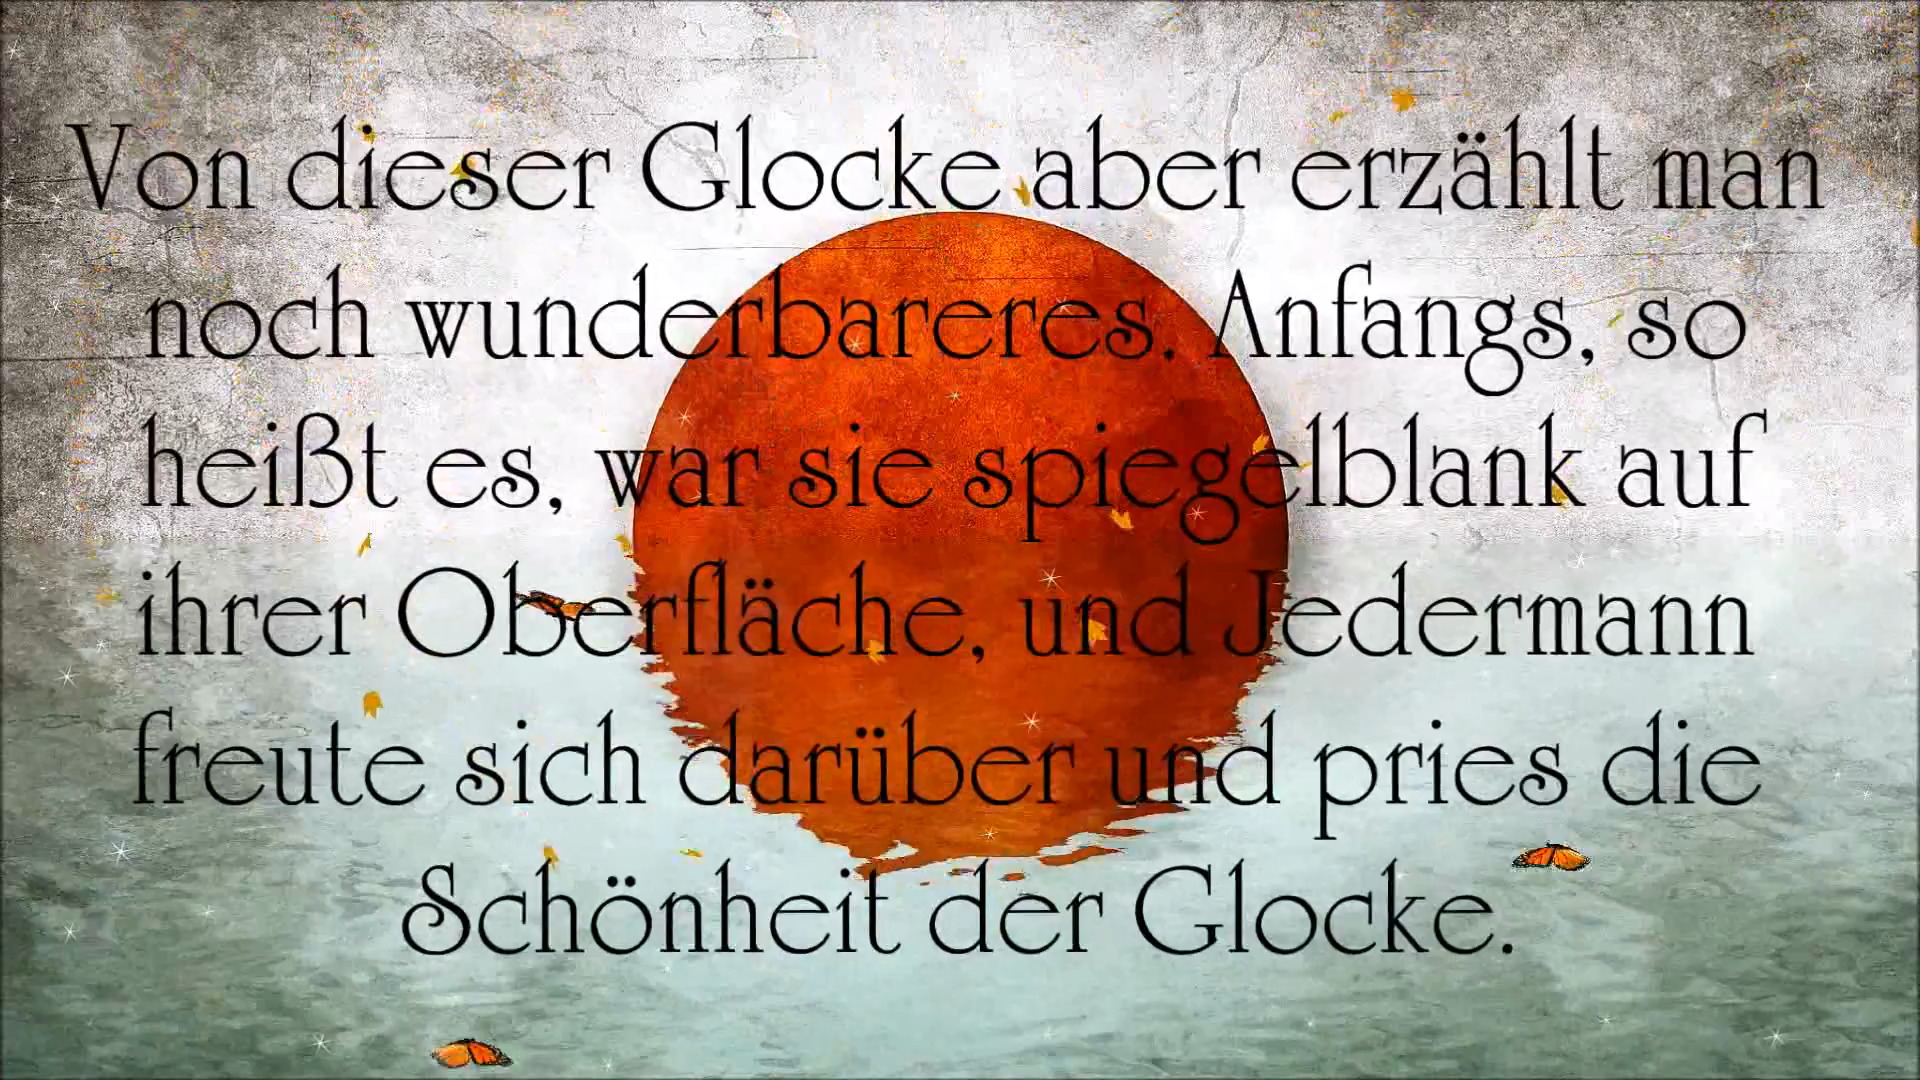 Von dieser Glocke aber erzählt man
noch wunderbareres. Anfangs, so
heißt es, war sie spiegelblank auf
ihrer Oberfläche, und Jedermann
freute sich darüber und pries die
Schönheit der Glocke.